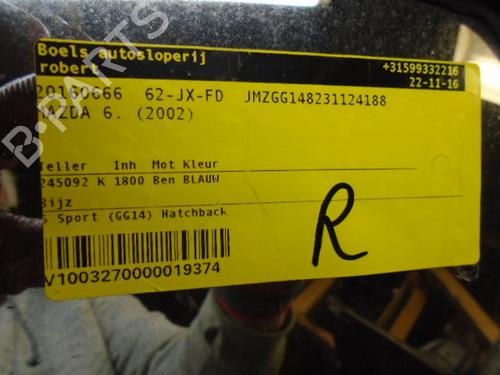 Boels autosloperij
robert
+31599332216
22-11-16
20160666 62-JX-FD JMZGG148231124188
MAZDA 6. (2002)
Teller Inh Mot Kleur
245092 K 1800 Ben BLAUW
Bijz
6 Sport (GG14) Hatchback
V1003270000019374
R
B-PARTS